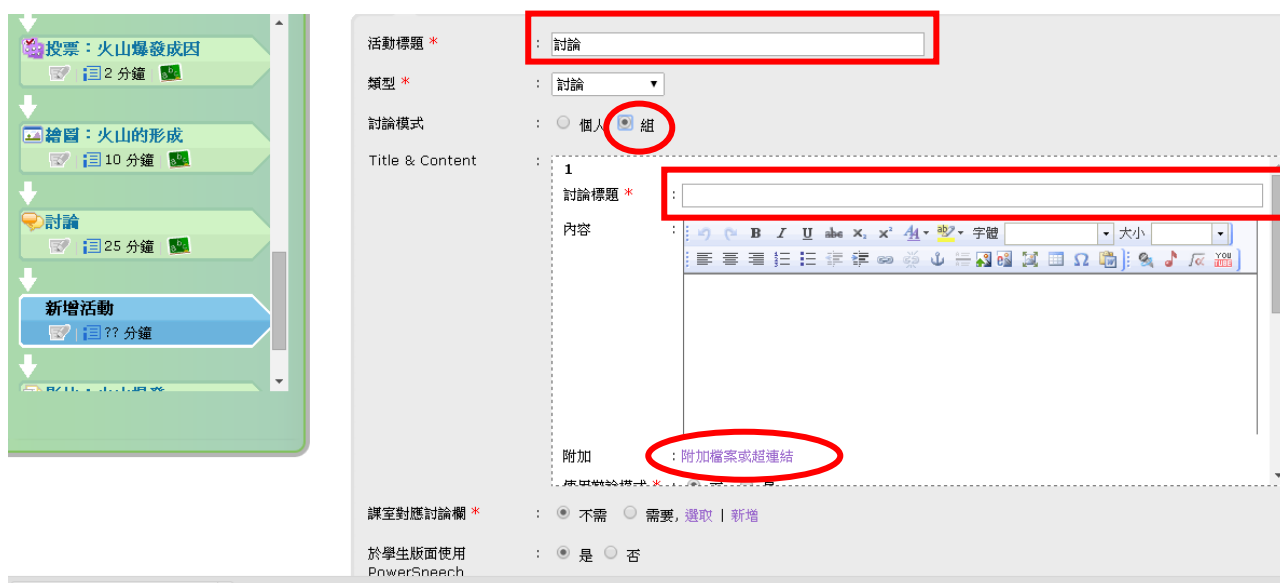 投票：火山爆發成因
2 分鐘
繪圖：火山的形成
10 分鐘
討論
25 分鐘
新增活動
?? 分鐘
活動標題 * : 討論
類型 * : 討論
討論模式 : 個人 組
Title & Content :
1
討論標題 * :
內容 :
B I U abc X₂ X² 字體 大小
Ω YOU
附加 : 附加檔案或超連結
課室對應討論欄 * : 不需 需要, 選取 | 新增
於學生版面使用 : 是 否
PowerSpeech